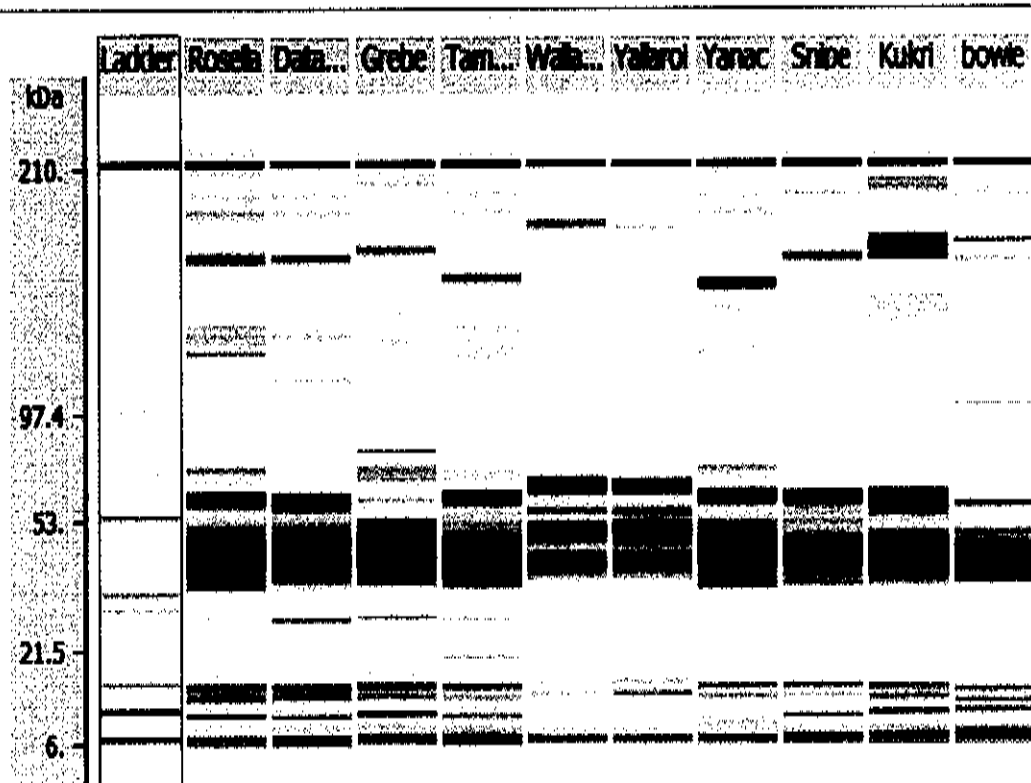 Ladder Rosella Data... Grebe Tam... Walla... Yallaroi Yanac Snipe Kukri bowie
kDa
210.
97.4
53.
21.5
6.